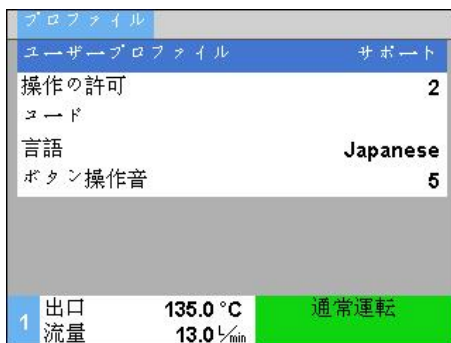 プロファイル
ユーザープロファイル サポート
操作の許可 2
コード
言語 Japanese
ボタン操作音 5
1 出口 135.0 °C 通常運転
流量 13.0 L/min